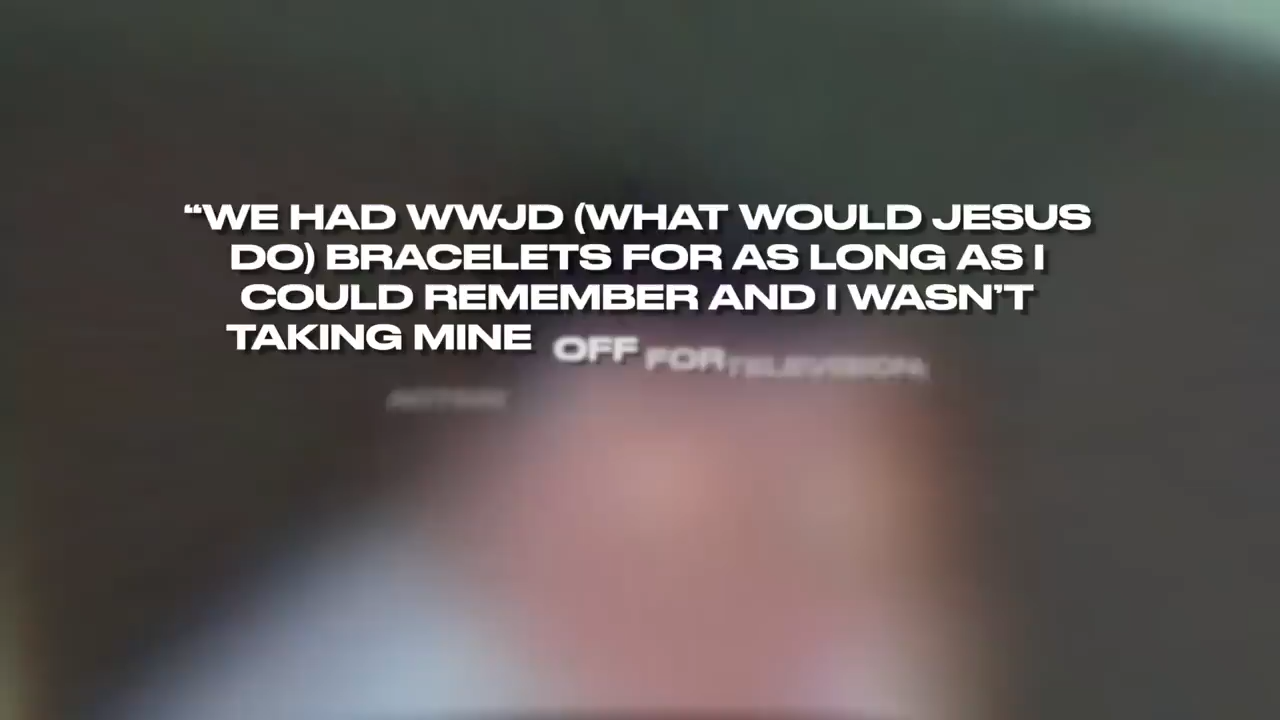 “WE HAD WWJD (WHAT WOULD JESUS
DO) BRACELETS FOR AS LONG AS I
COULD REMEMBER AND I WASN’T
TAKING MINE OFF FOR TELEVISION.